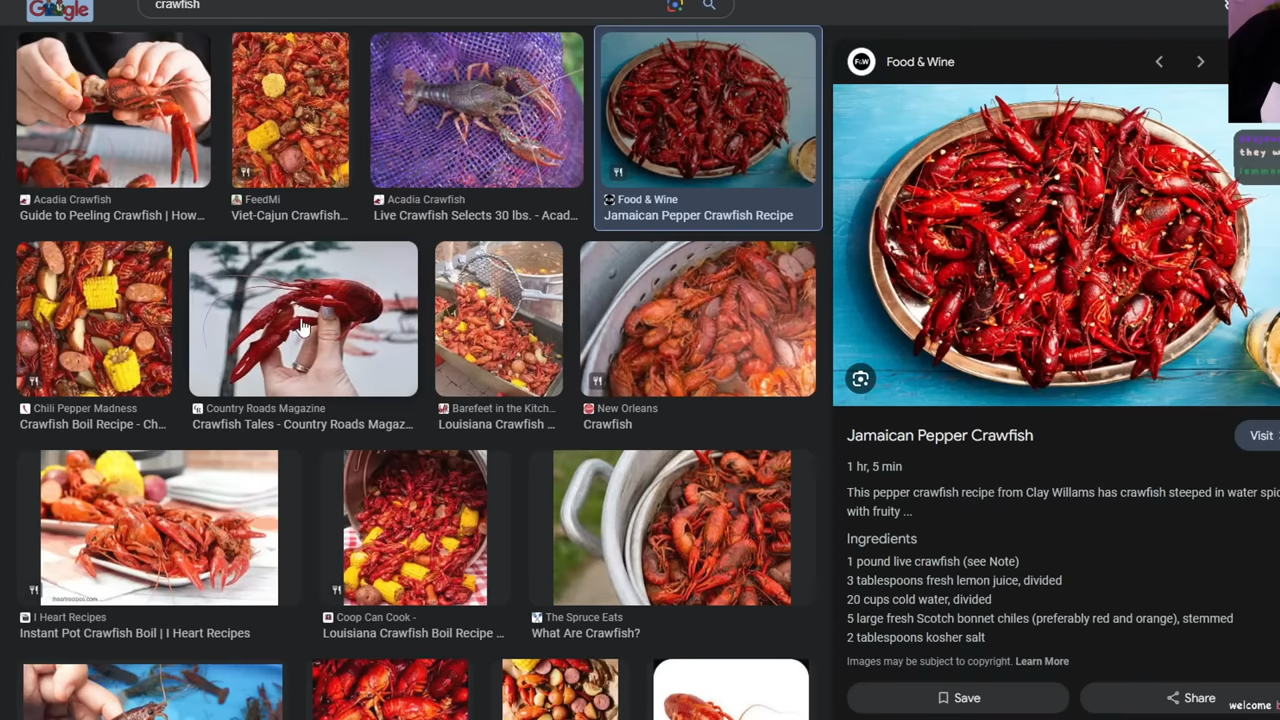 Google
crawfish
Acadia Crawfish
Guide to Peeling Crawfish | How...
FeedMi
Viet-Cajun Crawfish...
Acadia Crawfish
Live Crawfish Selects 30 lbs. - Acad...
F&W
Food & Wine
Jamaican Pepper Crawfish Recipe
Chili Pepper Madness
Crawfish Boil Recipe - Ch...
Country Roads Magazine
Crawfish Tales - Country Roads Magaz...
Barefeet in the Kitch...
Louisiana Crawfish ...
New Orleans
Crawfish
I Heart Recipes
Instant Pot Crawfish Boil | I Heart Recipes
Coop Can Cook -
Louisiana Crawfish Boil Recipe ...
The Spruce Eats
What Are Crawfish?
F&W
Food & Wine
Jamaican Pepper Crawfish
Visit
1 hr, 5 min
This pepper crawfish recipe from Clay Willams has crawfish steeped in water spic
with fruity ...
Ingredients
1 pound live crawfish (see Note)
3 tablespoons fresh lemon juice, divided
20 cups cold water, divided
5 large fresh Scotch bonnet chiles (preferably red and orange), stemmed
2 tablespoons kosher salt
Images may be subject to copyright. Learn More
Save
Share
they w
welcome